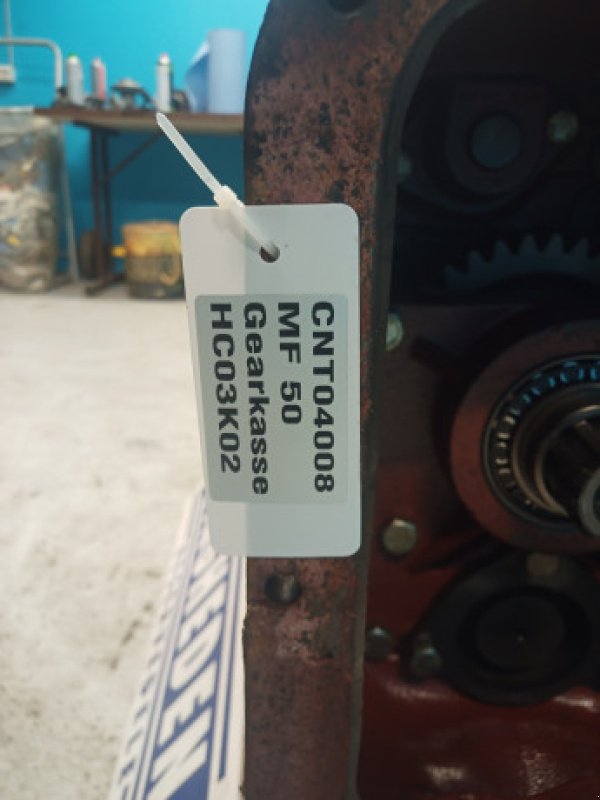 CNT04008
MF 50
Gearkasse
HC03K02